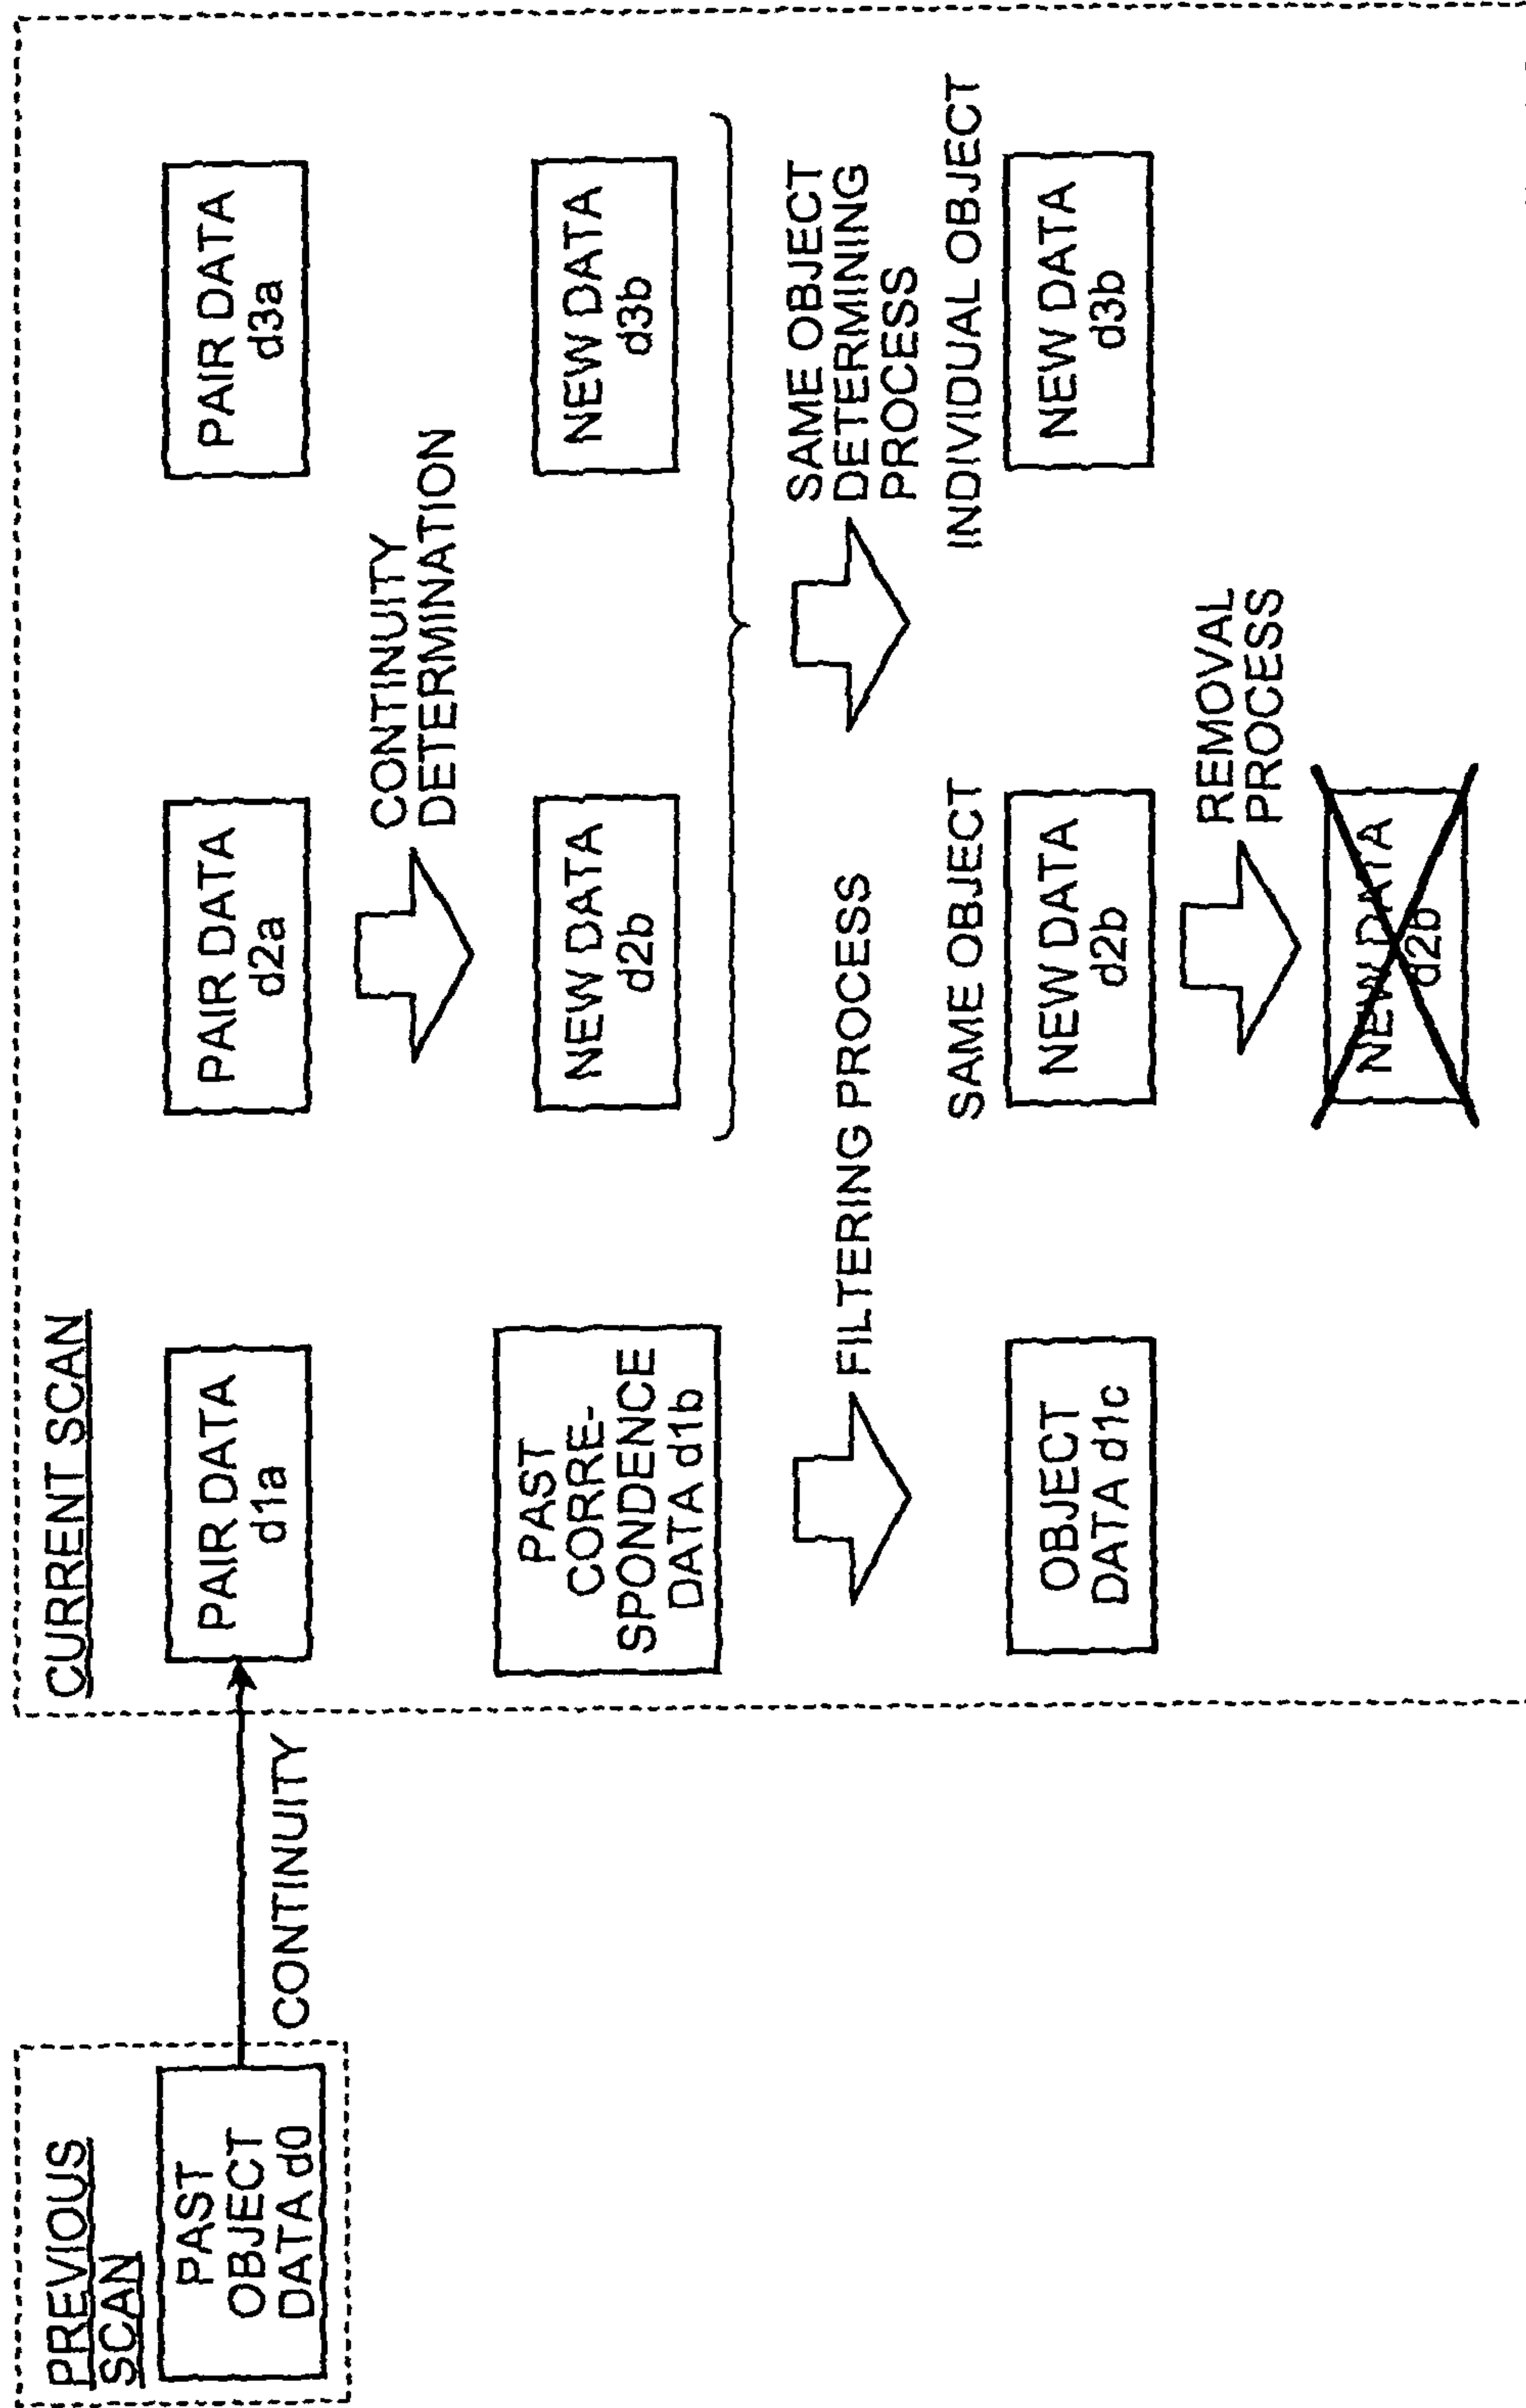 PREVIOUS
SCAN
PAST
OBJECT
DATA d0
CONTINUITY
CURRENT SCAN
PAIR DATA
d1a
PAIR DATA
d2a
PAIR DATA
d3a
CONTINUITY
DETERMINATION
PAST
CORRE-
SPONDENCE
DATA d1b
NEW DATA
d2b
NEW DATA
d3b
FILTERING PROCESS
SAME OBJECT
DETERMINING
PROCESS
SAME OBJECT
INDIVIDUAL OBJECT
OBJECT
DATA d1c
NEW DATA
d2b
NEW DATA
d3b
REMOVAL
PROCESS
NEW DATA
d2b